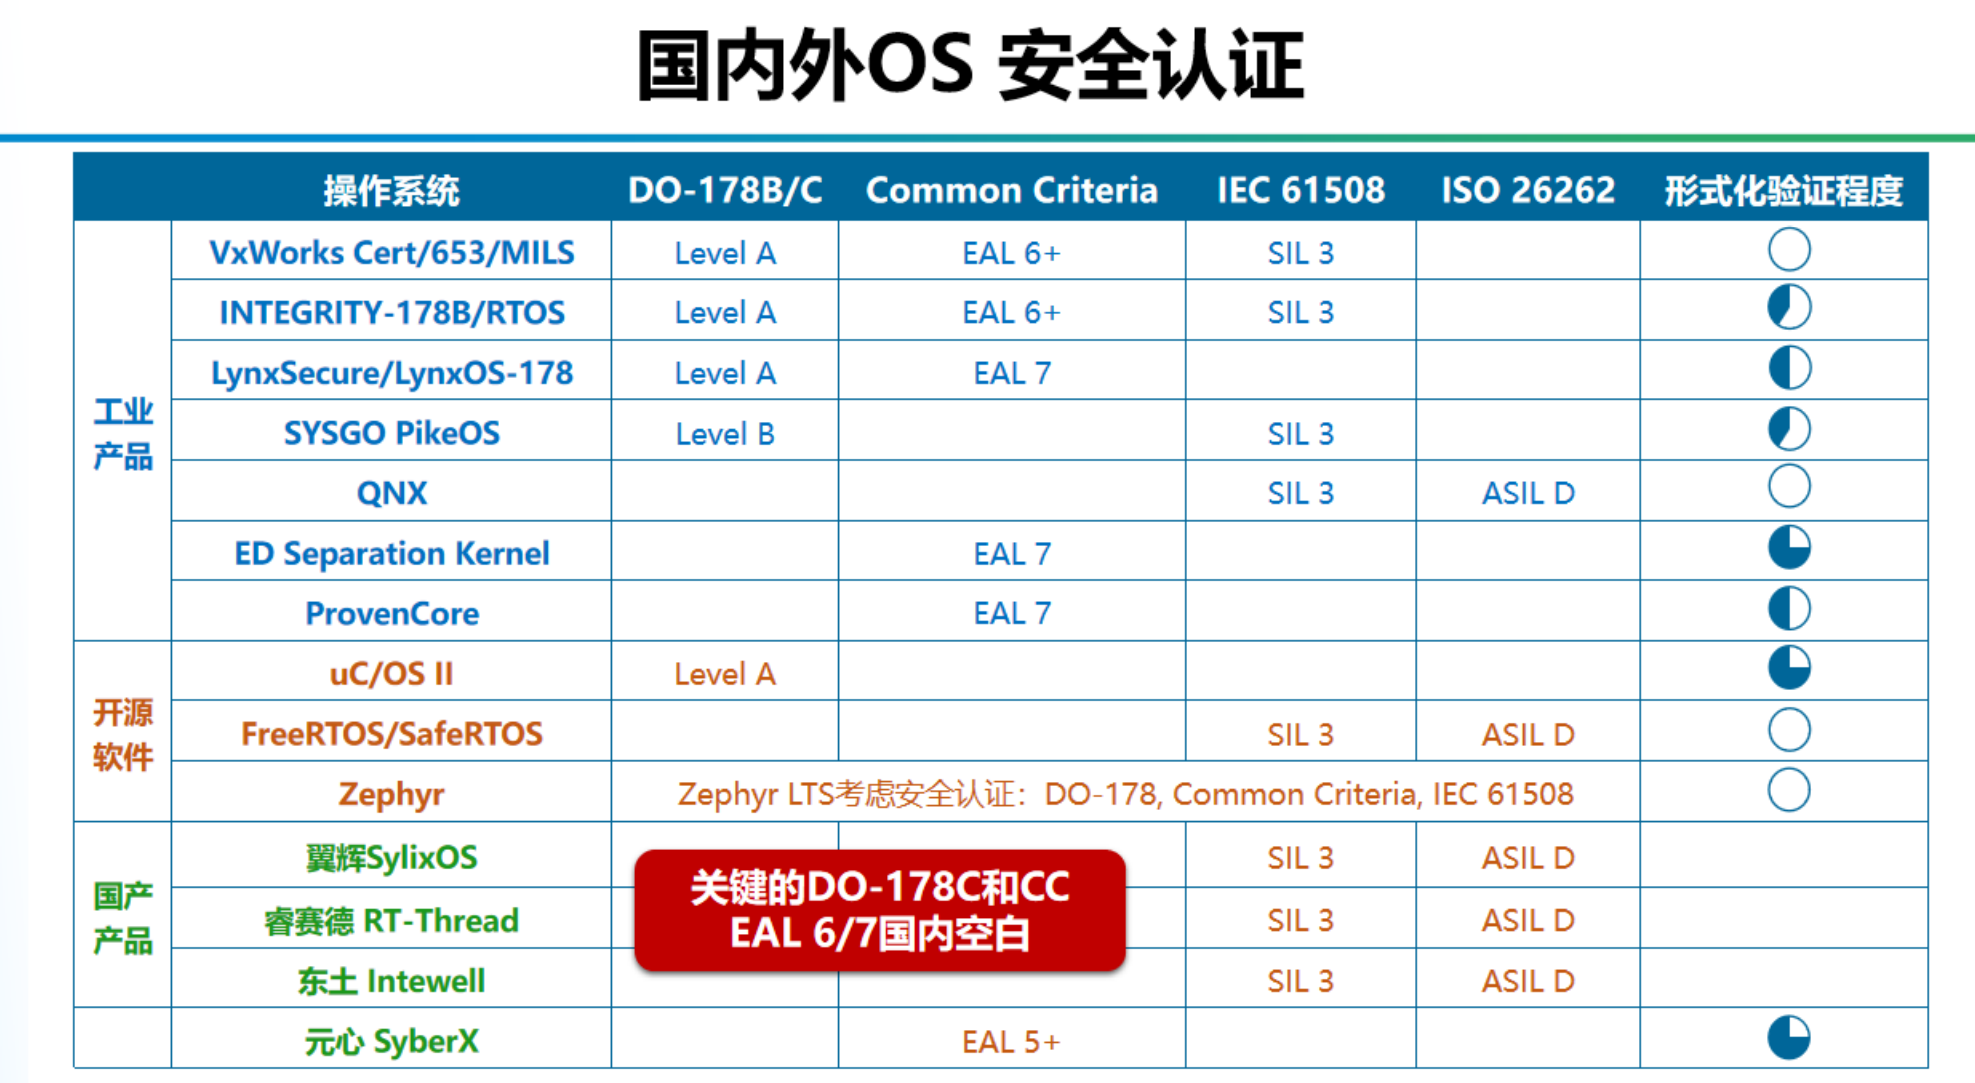 国内外OS 安全认证
操作系统 DO-178B/C Common Criteria IEC 61508 ISO 26262 形式化验证程度
工业
产品
VxWorks Cert/653/MILS Level A EAL 6+ SIL 3
INTEGRITY-178B/RTOS Level A EAL 6+ SIL 3
LynxSecure/LynxOS-178 Level A EAL 7
SYSGO PikeOS Level B SIL 3
QNX SIL 3 ASIL D
ED Separation Kernel EAL 7
ProvenCore EAL 7
开源
软件
uC/OS II Level A
FreeRTOS/SafeRTOS SIL 3 ASIL D
Zephyr Zephyr LTS考虑安全认证：DO-178, Common Criteria, IEC 61508
国产
产品
翼辉SylixOS SIL 3 ASIL D
睿赛德 RT-Thread SIL 3 ASIL D
东土 Intewell SIL 3 ASIL D
关键的DO-178C和CC
EAL 6/7国内空白
元心 SyberX EAL 5+